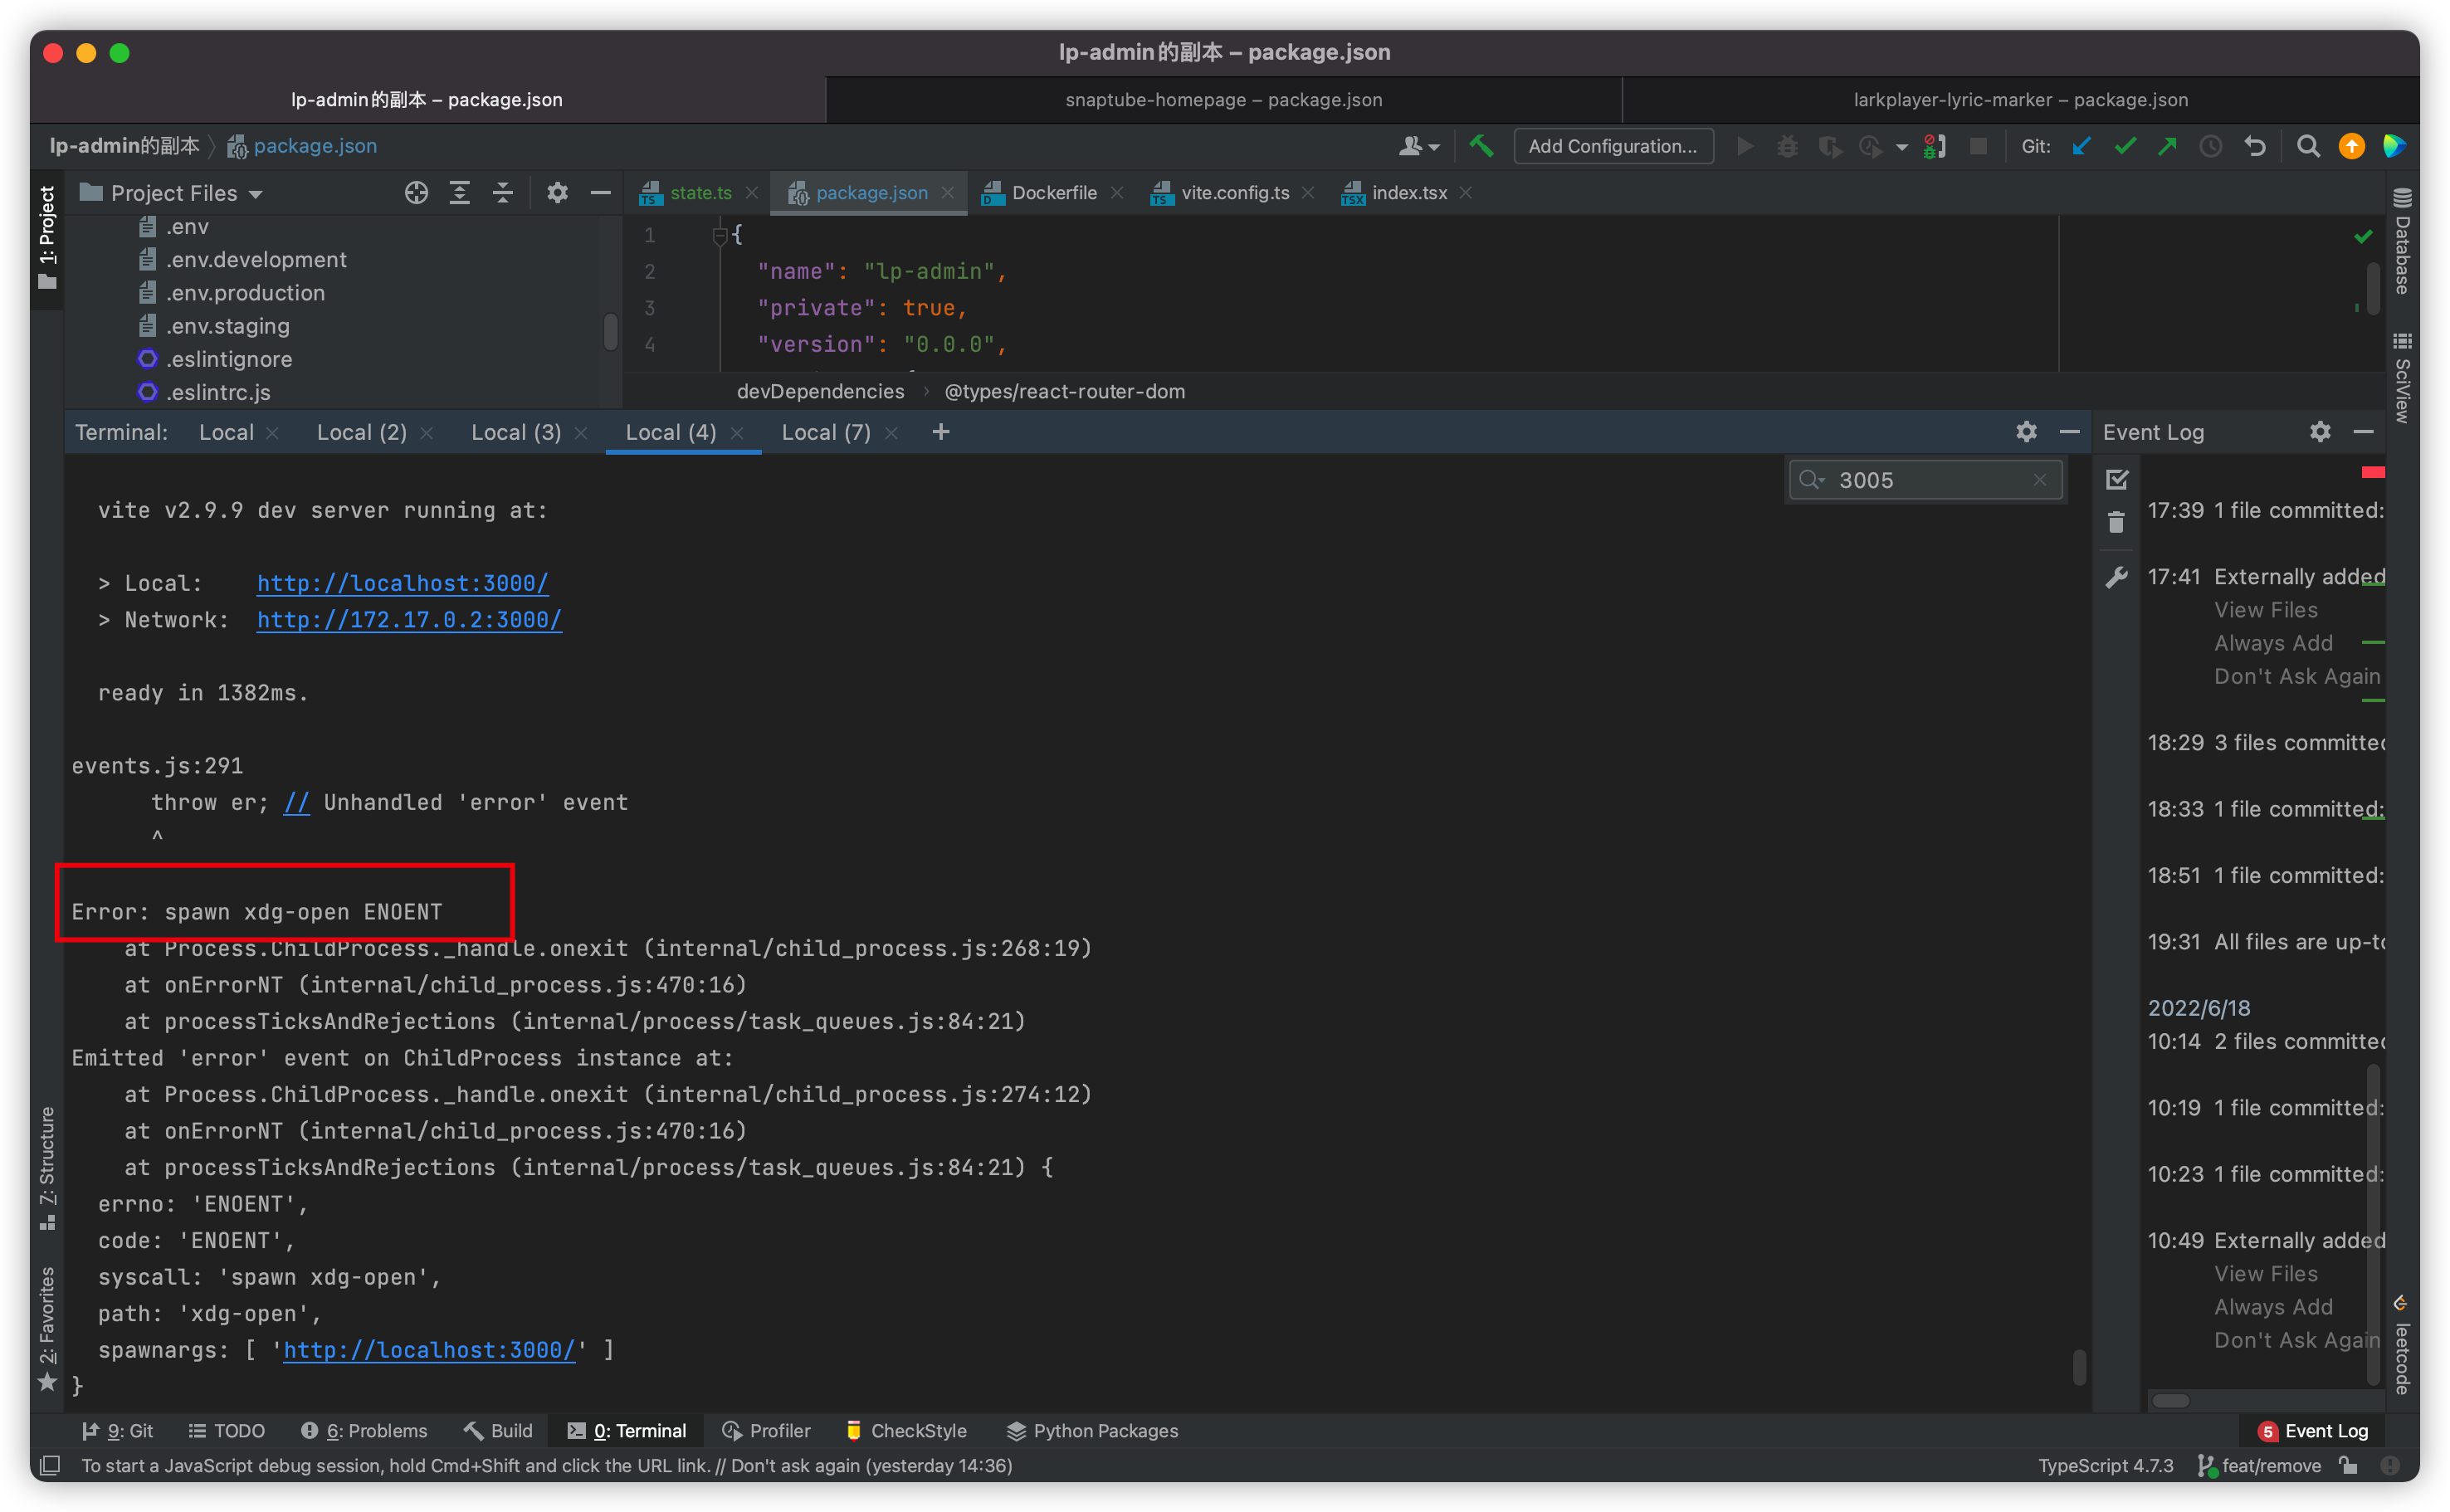 lp-admin的副本 – package.json
lp-admin的副本 – package.json
snaptube-homepage – package.json
larkplayer-lyric-marker – package.json
lp-admin的副本 package.json
Add Configuration...
Git:
1: Project
Project Files
state.ts
package.json
Dockerfile
vite.config.ts
index.tsx
.env
.env.development
.env.production
.env.staging
.eslintignore
.eslintrc.js
1 {
2 "name": "lp-admin",
3 "private": true,
4 "version": "0.0.0",
devDependencies › @types/react-router-dom
Database
SciView
Terminal: Local Local (2) Local (3) Local (4) Local (7) +
3005
vite v2.9.9 dev server running at:
> Local: http://localhost:3000/
> Network: http://172.17.0.2:3000/
ready in 1382ms.
events.js:291
throw er; // Unhandled 'error' event
^
Error: spawn xdg-open ENOENT
at Process.ChildProcess._handle.onexit (internal/child_process.js:268:19)
at onErrorNT (internal/child_process.js:470:16)
at processTicksAndRejections (internal/process/task_queues.js:84:21)
Emitted 'error' event on ChildProcess instance at:
at Process.ChildProcess._handle.onexit (internal/child_process.js:274:12)
at onErrorNT (internal/child_process.js:470:16)
at processTicksAndRejections (internal/process/task_queues.js:84:21) {
errno: 'ENOENT',
code: 'ENOENT',
syscall: 'spawn xdg-open',
path: 'xdg-open',
spawnargs: [ 'http://localhost:3000/' ]
}
Event Log
17:39 1 file committed:
17:41 Externally added
View Files
Always Add
Don't Ask Again
18:29 3 files committed
18:33 1 file committed:
18:51 1 file committed:
19:31 All files are up-to
2022/6/18
10:14 2 files committed
10:19 1 file committed:
10:23 1 file committed:
10:49 Externally added
View Files
Always Add
Don't Ask Again
leetcode
7: Structure
2: Favorites
9: Git
TODO
6: Problems
Build
0: Terminal
Profiler
CheckStyle
Python Packages
5 Event Log
To start a JavaScript debug session, hold Cmd+Shift and click the URL link. // Don't ask again (yesterday 14:36)
TypeScript 4.7.3
feat/remove